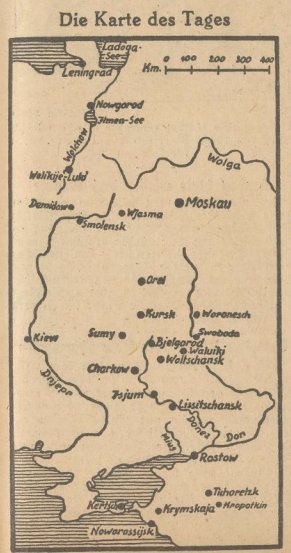 Die Karte des Tages
Ladoga-
See
Leningrad
Km. 0 100 200 300 400
Nowgorod
Ilmen-See
Wolchow
Wolga
Welikije-Luki
Demidow
Wjasma
Moskau
Smolensk
Orel
Kursk
Woronesch
Kiew
Sumy
Swoboda
Bjelgorod
Waluiki
Woltschansk
Charkow
Dnjepr
Isjum
Lissitschansk
Donez
Mius
Don
Rostow
Tichoretzk
Kertsch
Krymskaja
Kropotkin
Noworossijsk